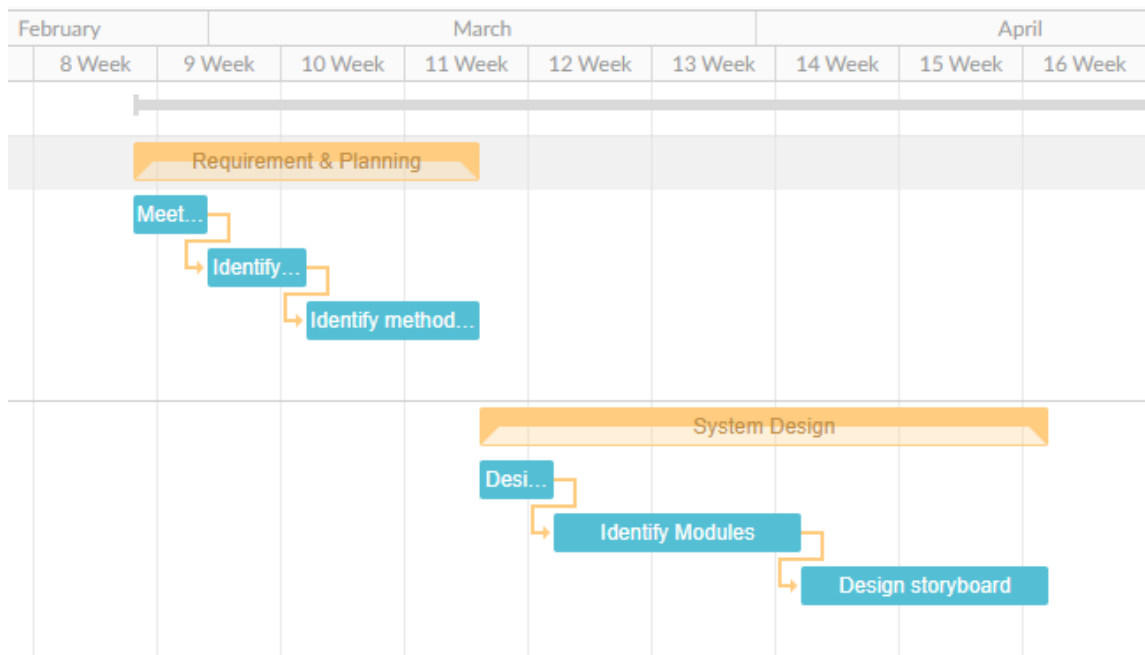 February March April
8 Week 9 Week 10 Week 11 Week 12 Week 13 Week 14 Week 15 Week 16 Week
Requirement & Planning
Meet...
Identify...
Identify method...
System Design
Desi...
Identify Modules
Design storyboard